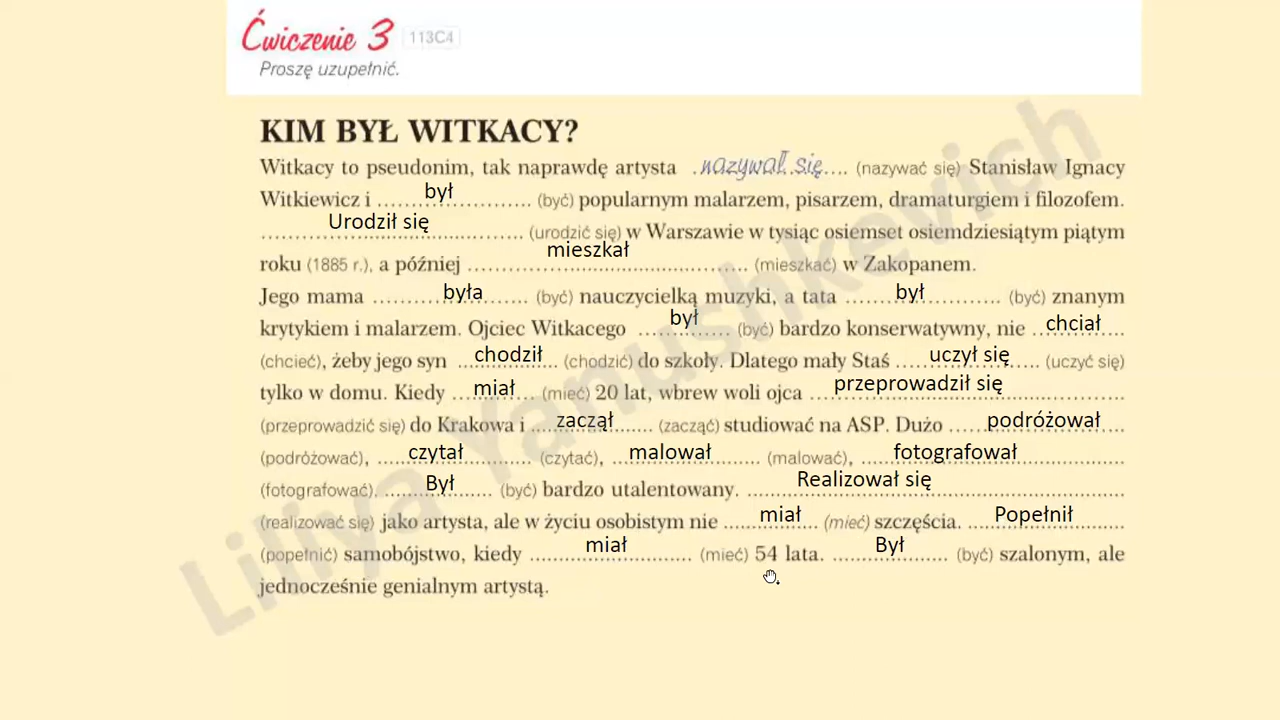 Ćwiczenie 3 113C4
Proszę uzupełnić.
KIM BYŁ WITKACY?
Witkacy to pseudonim, tak naprawdę artysta nazywał się (nazywać się) Stanisław Ignacy
Witkiewicz i był (być) popularnym malarzem, pisarzem, dramaturgiem i filozofem.
Urodził się (urodzić się) w Warszawie w tysiąc osiemset osiemdziesiątym piątym
roku (1885 r.), a później mieszkał (mieszkać) w Zakopanem.
Jego mama była (być) nauczycielką muzyki, a tata był (być) znanym
krytykiem i malarzem. Ojciec Witkacego był (być) bardzo konserwatywny, nie chciał
(chcieć), żeby jego syn chodził (chodzić) do szkoły. Dlatego mały Staś uczył się (uczyć się)
tylko w domu. Kiedy miał (mieć) 20 lat, wbrew woli ojca przeprowadził się
(przeprowadzić się) do Krakowa i zaczął (zacząć) studiować na ASP. Dużo podróżował
(podróżować), czytał (czytać), malował (malować), fotografował
(fotografować). Był (być) bardzo utalentowany. Realizował się
(realizować się) jako artysta, ale w życiu osobistym nie miał (mieć) szczęścia. Popełnił
(popełnić) samobójstwo, kiedy miał (mieć) 54 lata. Był (być) szalonym, ale
jednocześnie genialnym artystą.
Liliya Yanushkevich